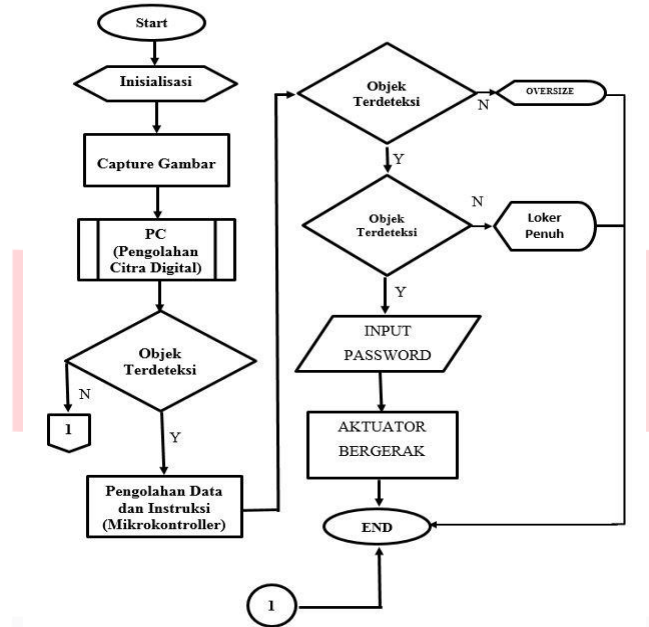 Start
Inisialisasi
Capture Gambar
PC
(Pengolahan
Citra Digital)
Objek
Terdeteksi
N
1
Y
Pengolahan Data
dan Instruksi
(Mikrokontroller)
Objek
Terdeteksi
N
OVERSIZE
Y
Objek
Terdeteksi
N
Loker
Penuh
Y
INPUT
PASSWORD
AKTUATOR
BERGERAK
END
1